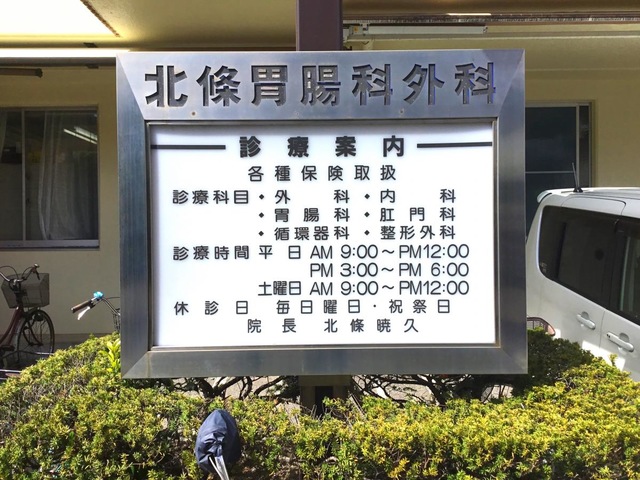 北條胃腸科外科
診療案内
各種保険取扱
診療科目・外科・内科
・胃腸科・肛門科
・循環器科・整形外科
診療時間 平日 AM 9:00～PM12:00
PM 3:00～PM 6:00
土曜日 AM 9:00～PM12:00
休診日 毎日曜日・祝祭日
院長 北條暁久